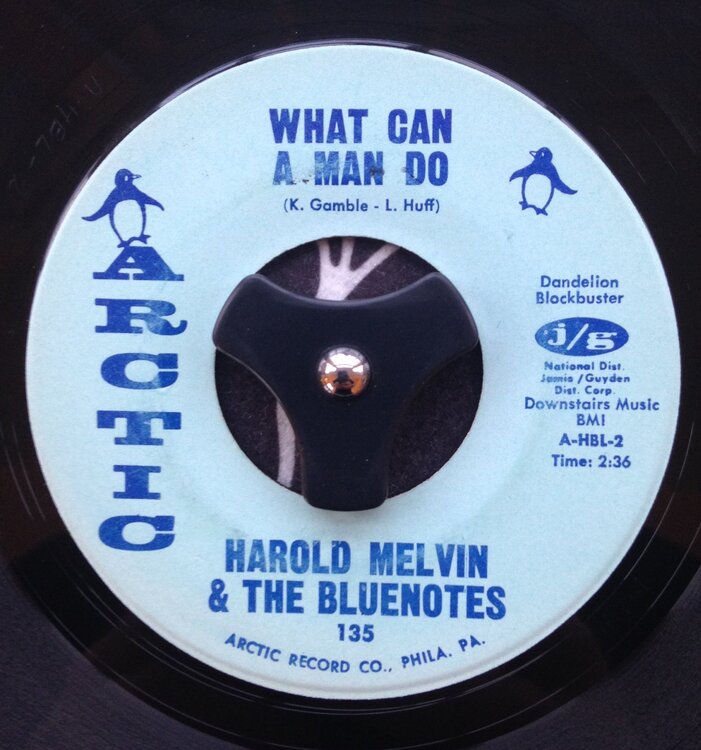 WHAT CAN
A MAN DO
(K. Gamble - L. Huff)
ARCTIC
Dandelion
Blockbuster
j/g
National Dist.
Jamie/Guyden
Dist. Corp.
Downstairs Music
BMI
A-HBL-2
Time: 2:36
HAROLD MELVIN
& THE BLUENOTES
135
ARCTIC RECORD CO., PHILA. PA.